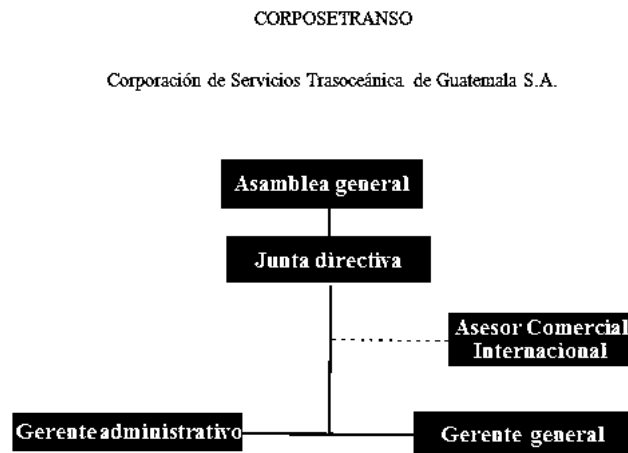 CORPOSETRANSO
Corporación de Servicios Trasoceánica de Guatemala S.A.
Asamblea general
Junta directiva
Asesor Comercial
Internacional
Gerente administrativo
Gerente general